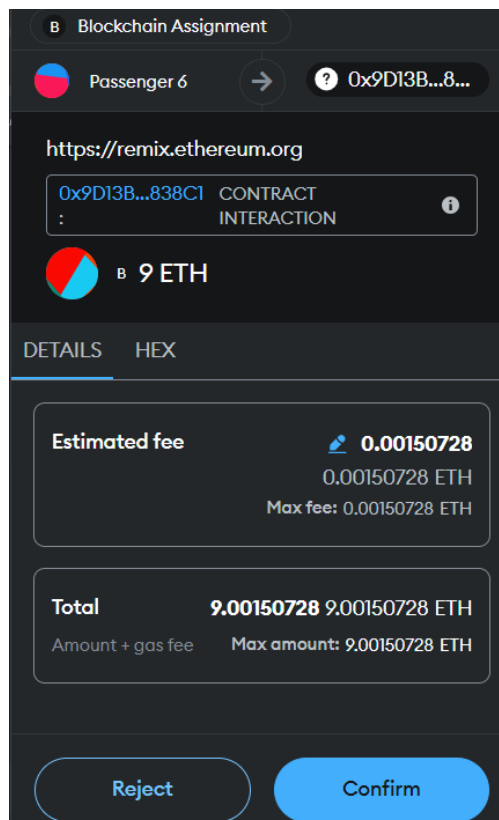 B Blockchain Assignment
Passenger 6 → ? 0x9D13B...8...
https://remix.ethereum.org
0x9D13B...838C1 CONTRACT
: INTERACTION
B 9 ETH
DETAILS HEX
Estimated fee 0.00150728
0.00150728 ETH
Max fee: 0.00150728 ETH
Total 9.00150728 9.00150728 ETH
Amount + gas fee Max amount: 9.00150728 ETH
Reject Confirm